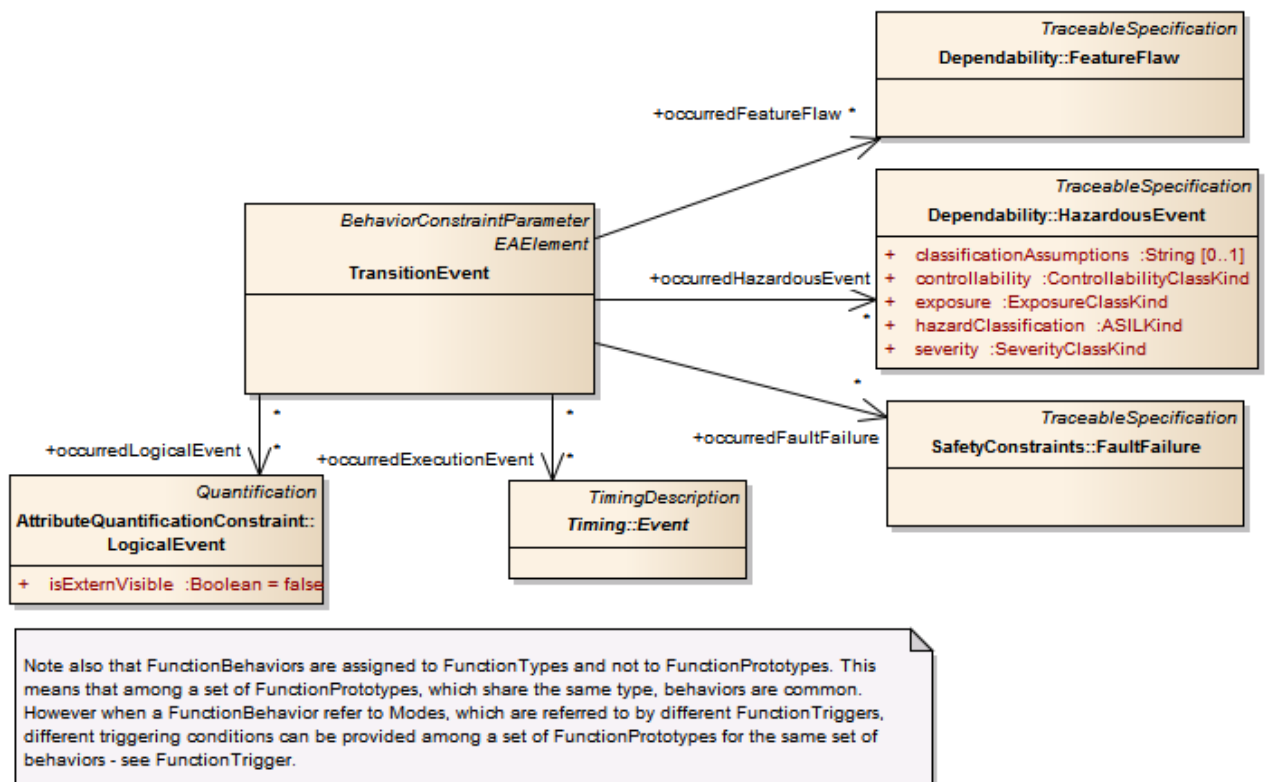 TraceableSpecification
Dependability::FeatureFlaw
+occurredFeatureFlaw *
TraceableSpecification
Dependability::HazardousEvent
+ classificationAssumptions :String [0..1]
+ controllability :ControllabilityClassKind
+ exposure :ExposureClassKind
+ hazardClassification :ASILKind
+ severity :SeverityClassKind
BehaviorConstraintParameter
EAElement
TransitionEvent
+occurredHazardousEvent
*
*
+occurredFaultFailure
TraceableSpecification
SafetyConstraints::FaultFailure
*
+occurredLogicalEvent *
*
+occurredExecutionEvent *
Quantification
AttributeQuantificationConstraint::
LogicalEvent
+ isExternVisible :Boolean = false
TimingDescription
Timing::Event
Note also that FunctionBehaviors are assigned to FunctionTypes and not to FunctionPrototypes. This
means that among a set of FunctionPrototypes, which share the same type, behaviors are common.
However when a FunctionBehavior refer to Modes, which are referred to by different FunctionTriggers,
different triggering conditions can be provided among a set of FunctionPrototypes for the same set of
behaviors - see FunctionTrigger.